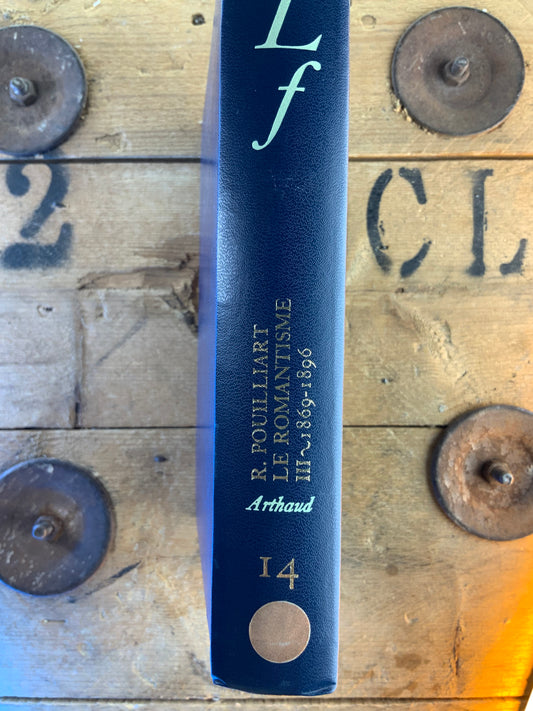 L
f
2
CL
R. POUILLIART
LE ROMANTISME
III ~ 1869-1896
Arthaud
14